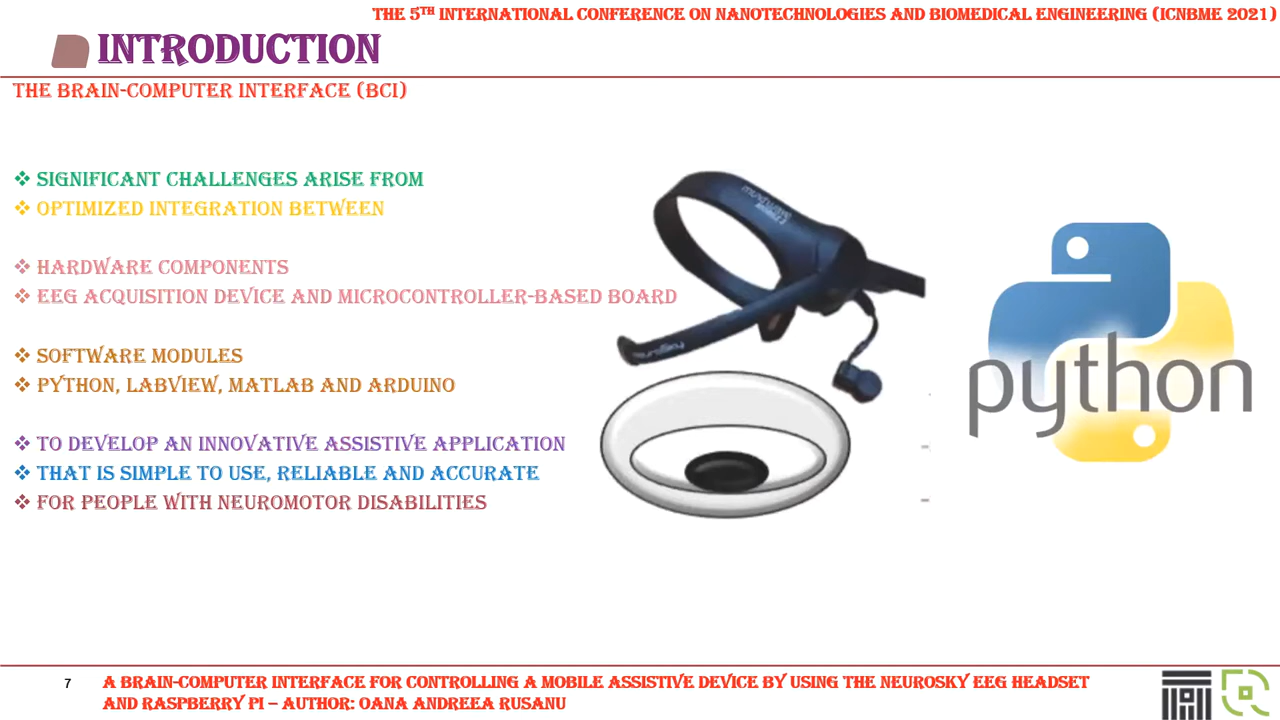 THE 5TH INTERNATIONAL CONFERENCE ON NANOTECHNOLOGIES AND BIOMEDICAL ENGINEERING (ICNBME 2021)
INTRODUCTION
THE BRAIN-COMPUTER INTERFACE (BCI)
❖ SIGNIFICANT CHALLENGES ARISE FROM
❖ OPTIMIZED INTEGRATION BETWEEN
❖ HARDWARE COMPONENTS
❖ EEG ACQUISITION DEVICE AND MICROCONTROLLER-BASED BOARD
❖ SOFTWARE MODULES
❖ PYTHON, LABVIEW, MATLAB AND ARDUINO
❖ TO DEVELOP AN INNOVATIVE ASSISTIVE APPLICATION
❖ THAT IS SIMPLE TO USE, RELIABLE AND ACCURATE
❖ FOR PEOPLE WITH NEUROMOTOR DISABILITIES
python
7
A BRAIN-COMPUTER INTERFACE FOR CONTROLLING A MOBILE ASSISTIVE DEVICE BY USING THE NEUROSKY EEG HEADSET
AND RASPBERRY PI – AUTHOR: OANA ANDREEA RUSANU